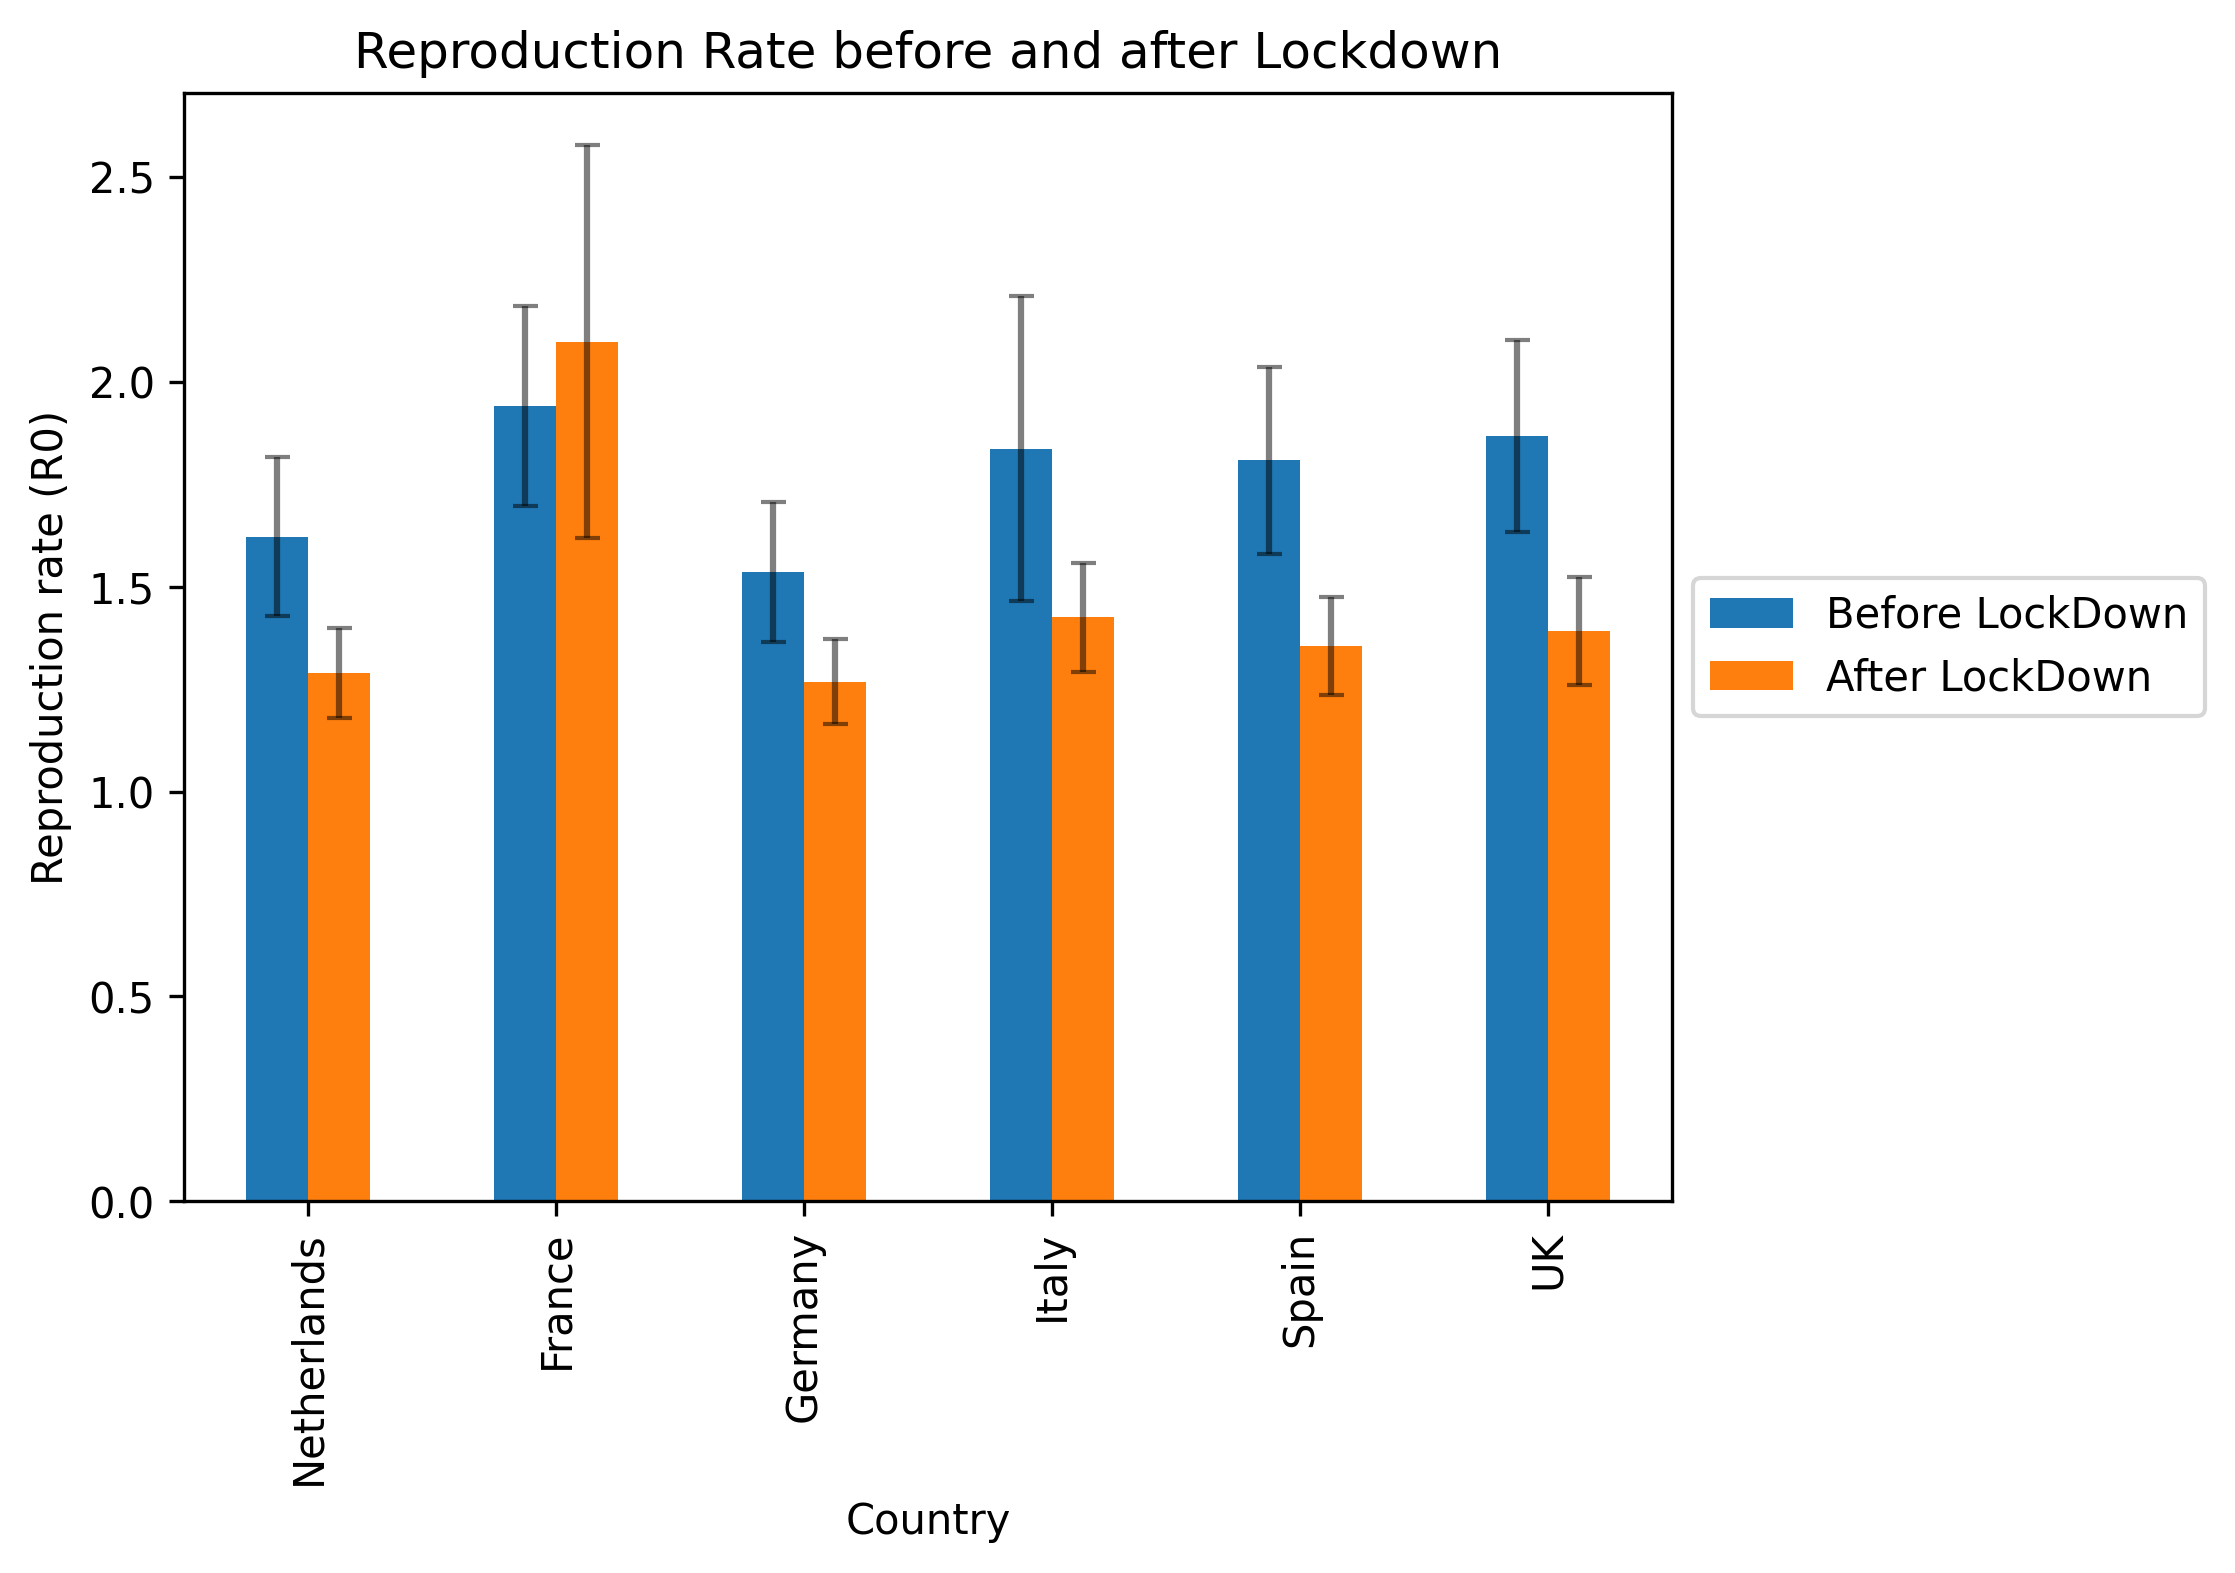 Reproduction Rate before and after Lockdown
Reproduction rate (R0)
2.5
2.0
1.5
1.0
0.5
0.0
Before LockDown
After LockDown
Netherlands
France
Germany
Italy
Spain
UK
Country